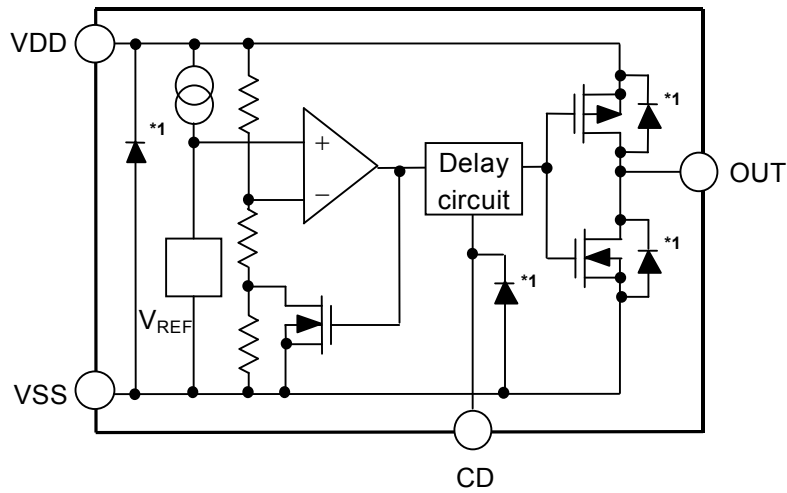 VDD
*1
*1
+
−
Delay
circuit
OUT
*1
*1
VREF
VSS
CD